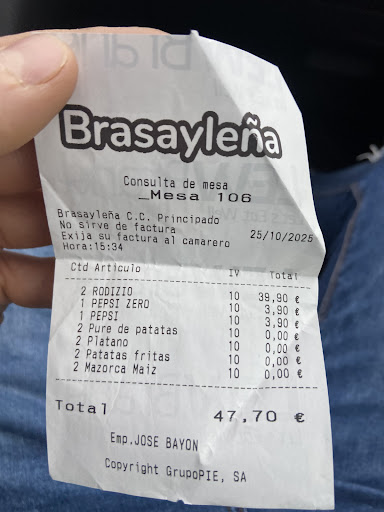 Brasayleña
Consulta de mesa
_Mesa 106
Brasayleña C.C. Principado
No sirve de factura 25/10/2025
Exija su factura al camarero
Hora:15:34
Ctd Articulo IV Total
2 RODIZIO 10 39,90 €
1 PEPSI ZERO 10 3,90 €
1 PEPSI 10 3,90 €
2 Pure de patatas 10 0,00 €
2 Platano 10 0,00 €
2 Patatas fritas 10 0,00 €
2 Mazorca Maiz 10 0,00 €
Total 47,70 €
Emp.JOSE BAYON
Copyright GrupoPIE, SA